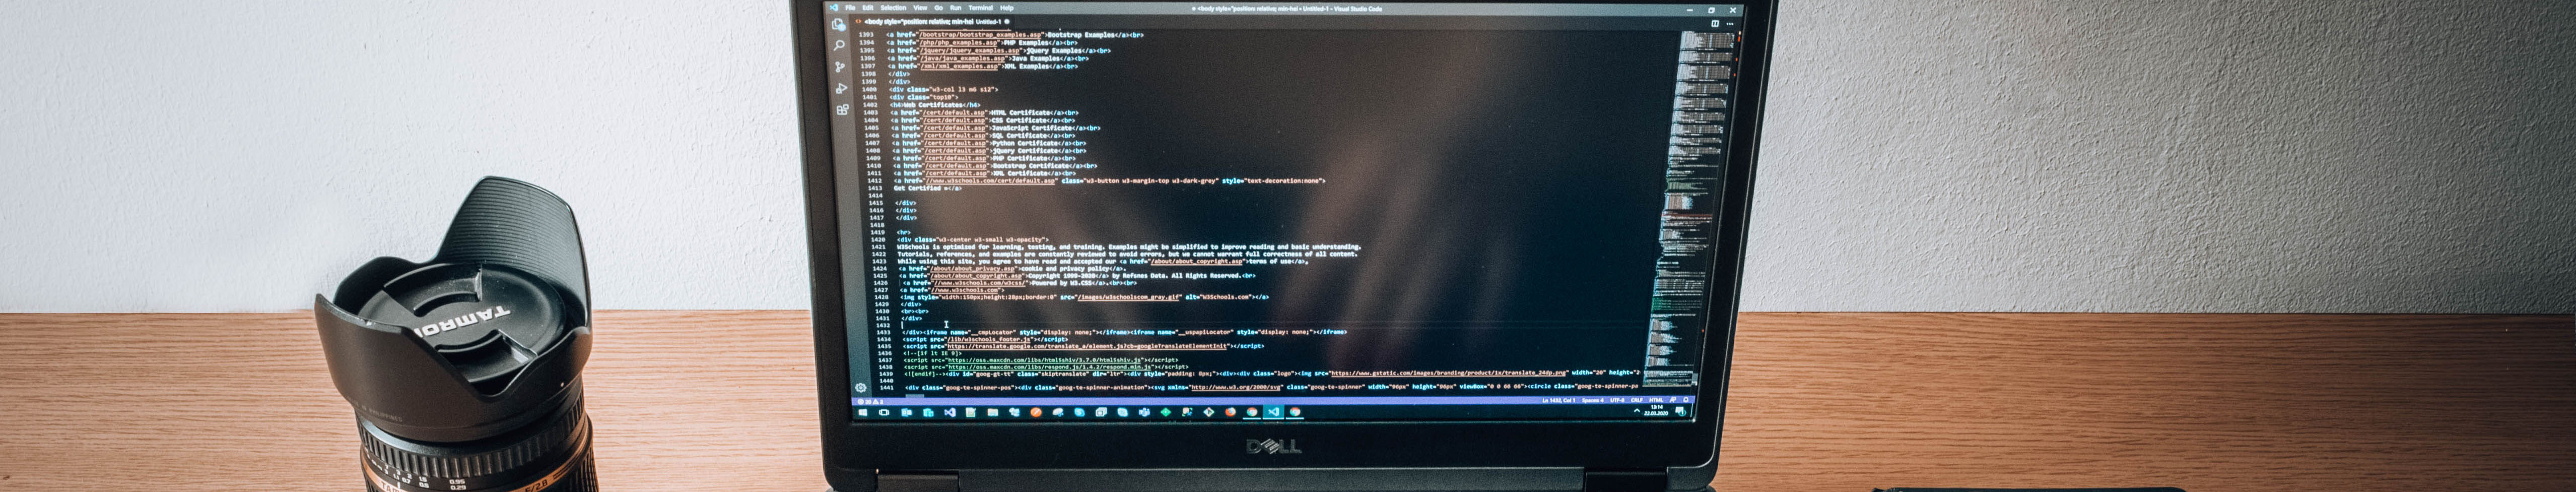 File Edit Selection View Go Run Terminal Help
● <body style="position: relative; min-hei • Untitled-1 - Visual Studio Code
<body style="position: relative; min-hei Untitled-1 ●
1393 <a href="/bootstrap/bootstrap_examples.asp">Bootstrap Examples</a><br>
1394 <a href="/php/php_examples.asp">PHP Examples</a><br>
1395 <a href="/jquery/jquery_examples.asp">jQuery Examples</a><br>
1396 <a href="/java/java_examples.asp">Java Examples</a><br>
1397 <a href="/xml/xml_examples.asp">XML Examples</a><br>
1398 </div>
1399 </div>
1400 <div class="w3-col l3 m6 s12">
1401 <div class="top10">
1402 <h4>Web Certificates</h4>
1403 <a href="/cert/default.asp">HTML Certificate</a><br>
1404 <a href="/cert/default.asp">CSS Certificate</a><br>
1405 <a href="/cert/default.asp">JavaScript Certificate</a><br>
1406 <a href="/cert/default.asp">SQL Certificate</a><br>
1407 <a href="/cert/default.asp">Python Certificate</a><br>
1408 <a href="/cert/default.asp">jQuery Certificate</a><br>
1409 <a href="/cert/default.asp">PHP Certificate</a><br>
1410 <a href="/cert/default.asp">Bootstrap Certificate</a><br>
1411 <a href="/cert/default.asp">XML Certificate</a><br>
1412 <a href="//www.w3schools.com/cert/default.asp" class="w3-button w3-margin-top w3-dark-grey" style="text-decoration:none">
1413 Get Certified »</a>
1414
1415 </div>
1416 </div>
1417 </div>
1418
1419 <hr>
1420 <div class="w3-center w3-small w3-opacity">
1421 W3Schools is optimized for learning, testing, and training. Examples might be simplified to improve reading and basic understanding.
1422 Tutorials, references, and examples are constantly reviewed to avoid errors, but we cannot warrant full correctness of all content.
1423 While using this site, you agree to have read and accepted our <a href="/about/about_copyright.asp">terms of use</a>,
1424 <a href="/about/about_privacy.asp">cookie and privacy policy</a>.
1425 <a href="/about/about_copyright.asp">Copyright 1999-2020</a> by Refsnes Data. All Rights Reserved.<br>
1426 <a href="//www.w3schools.com/w3css/">Powered by W3.CSS</a>.<br><br>
1427 <a href="//www.w3schools.com">
1428 <img style="width:150px;height:28px;border:0" src="/images/w3schoolscom_gray.gif" alt="W3Schools.com"></a>
1429 </div>
1430 <br><br>
1431 </div>
1432
1433 </div><iframe name="__cmpLocator" style="display: none;"></iframe><iframe name="__uspapiLocator" style="display: none;"></iframe>
1434 <script src="/lib/w3schools_footer.js"></script>
1435 <script src="https://translate.google.com/translate_a/element.js?cb=googleTranslateElementInit"></script>
1436 <!--[if lt IE 9]>
1437 <script src="https://oss.maxcdn.com/libs/html5shiv/3.7.0/html5shiv.js"></script>
1438 <script src="https://oss.maxcdn.com/libs/respond.js/1.4.2/respond.min.js"></script>
1439 <![endif]--><div id="goog-gt-tt" class="skiptranslate" dir="ltr"><div style="padding: 8px;"><div><div class="logo"><img src="https://www.gstatic.com/images/branding/product/1x/translate_24dp.png" width="20" height="2
1440
1441 <div class="goog-te-spinner-pos"><div class="goog-te-spinner-animation"><svg xmlns="http://www.w3.org/2000/svg" class="goog-te-spinner" width="96px" height="96px" viewBox="0 0 66 66"><circle class="goog-te-spinner-pa
Ln 1432, Col 1 Spaces: 4 UTF-8 CRLF HTML
13:14
22.03.2020
DELL
TAMRON
PHILIPPINES
0.95
0.29
F/2.8